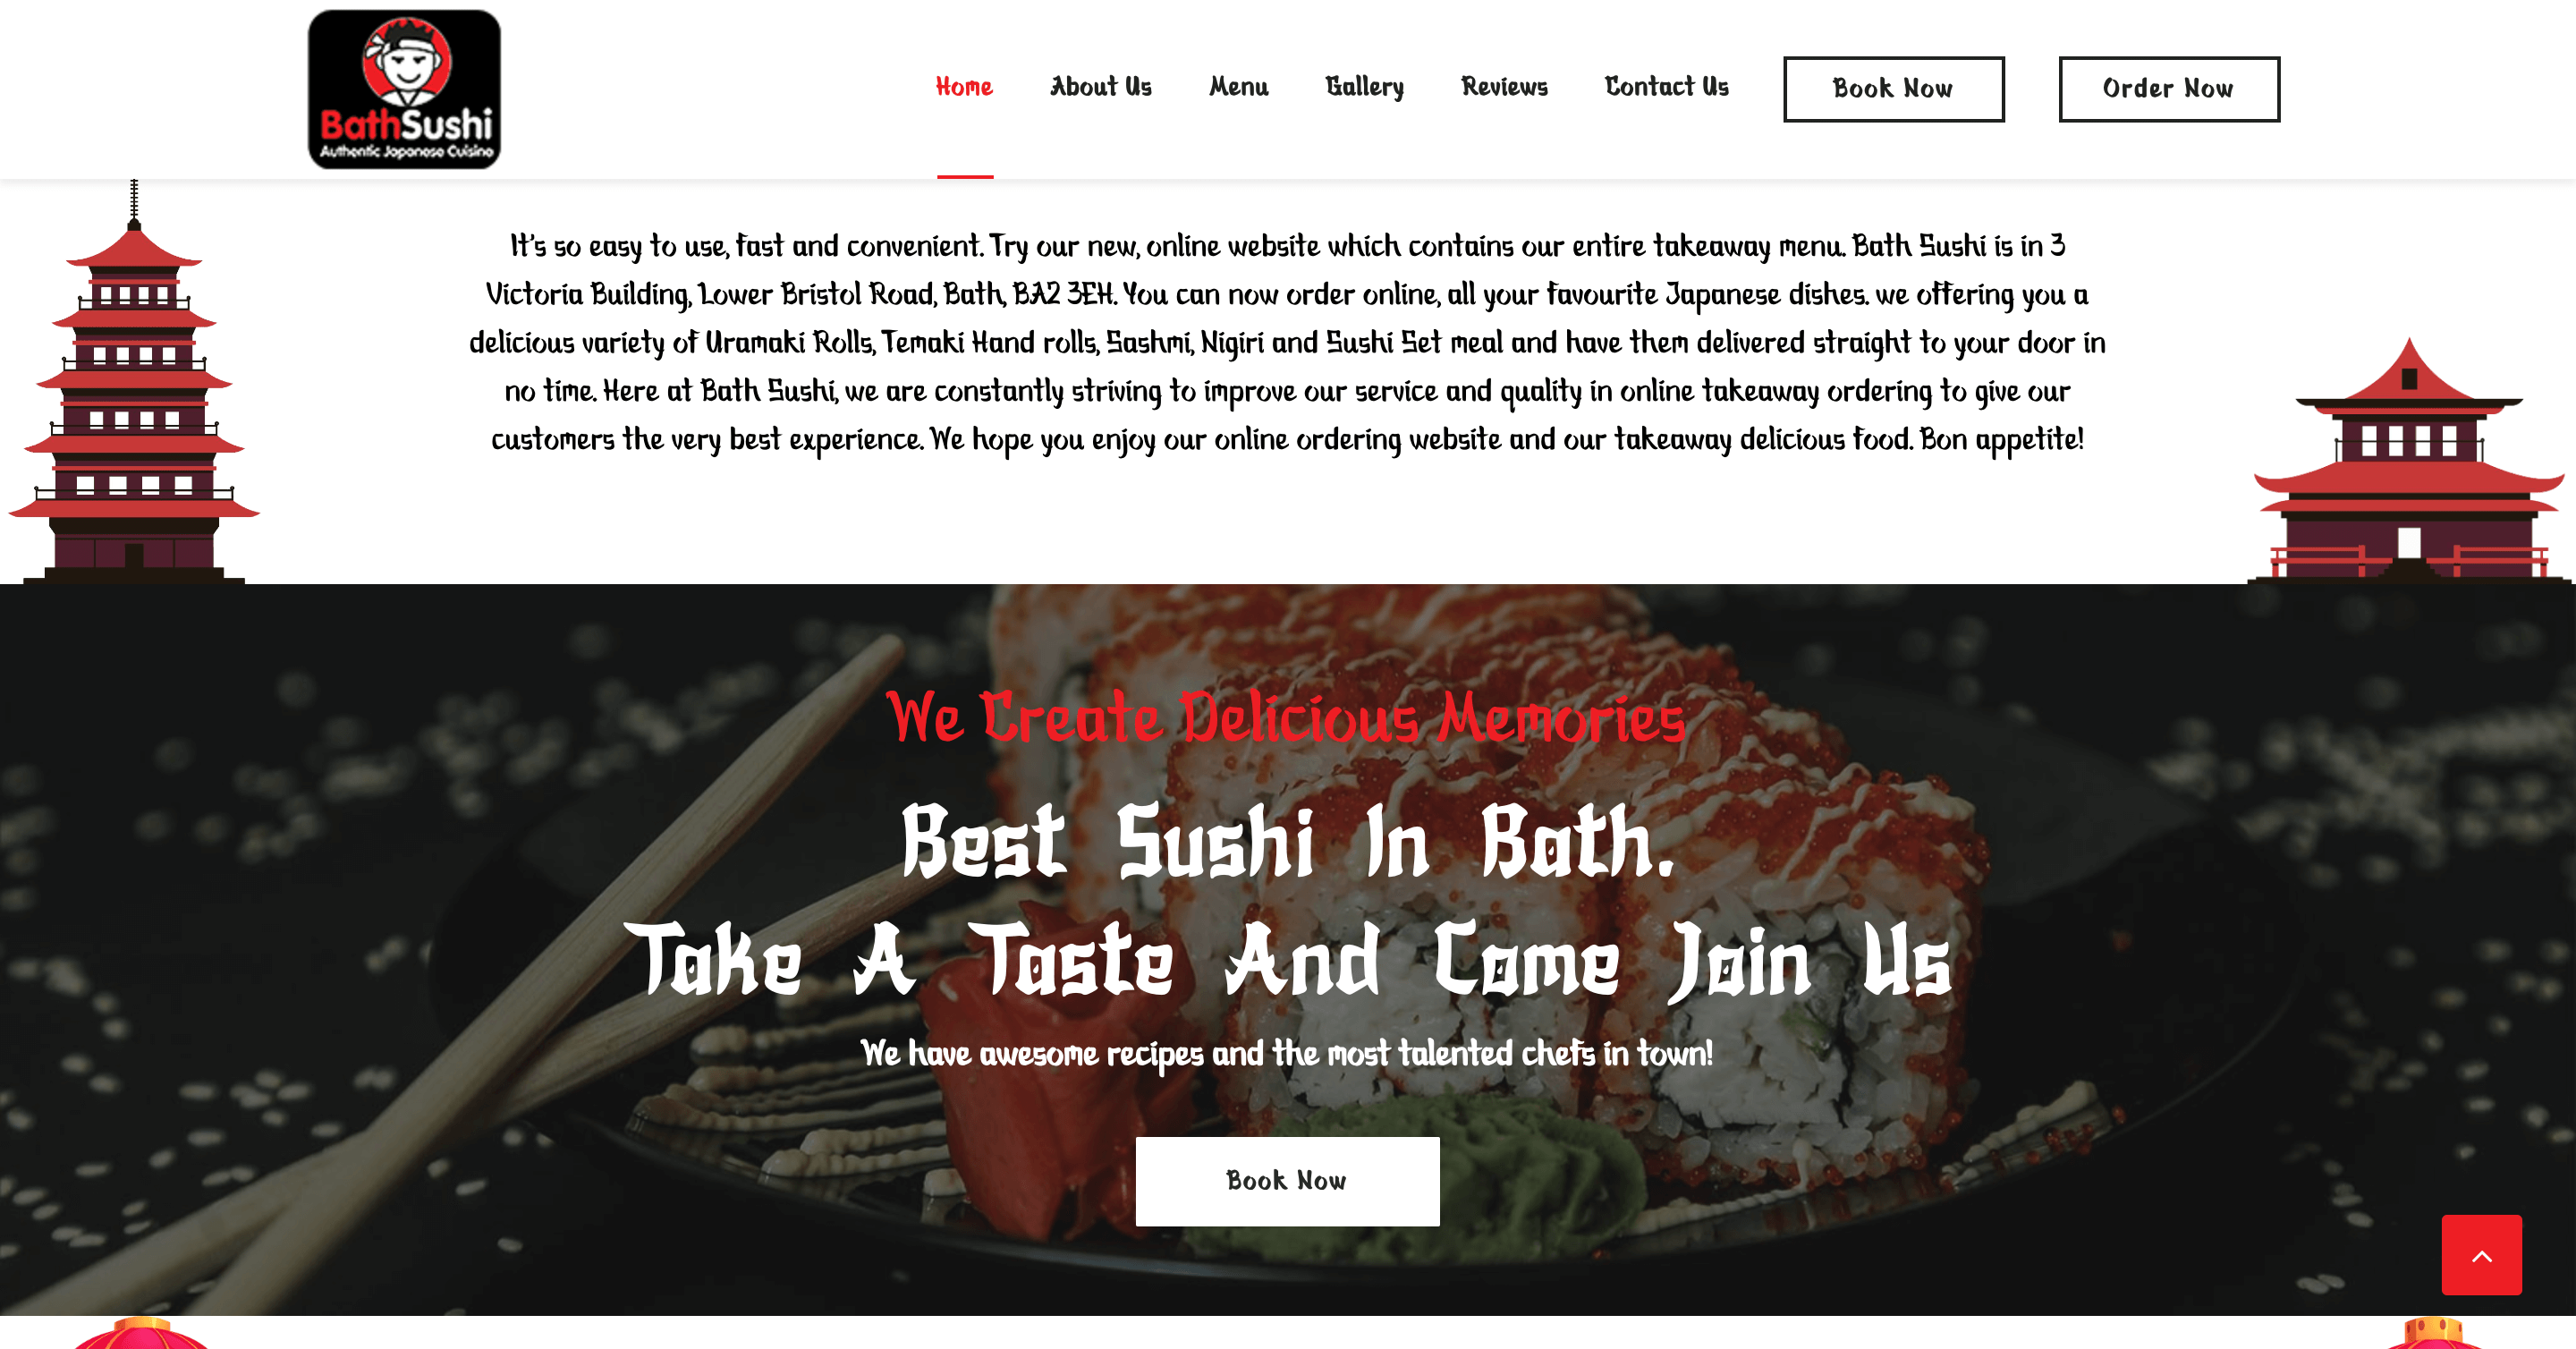 BathSushi
Authentic Japanese Cuisine
Home About Us Menu Gallery Reviews Contact Us Book Now Order Now
It's so easy to use, fast and convenient. Try our new, online website which contains our entire takeaway menu. Bath Sushi is in 3
Victoria Building, Lower Bristol Road, Bath, BA2 3EH. You can now order online, all your favourite Japanese dishes. we offering you a
delicious variety of Uramaki Rolls, Temaki Hand rolls, Sashmi, Nigiri and Sushi Set meal and have them delivered straight to your door in
no time. Here at Bath Sushi, we are constantly striving to improve our service and quality in online takeaway ordering to give our
customers the very best experience. We hope you enjoy our online ordering website and our takeaway delicious food. Bon appetite!
We Create Delicious Memories
Best Sushi In Bath.
Take A Taste And Come Join Us
We have awesome recipes and the most talented chefs in town!
Book Now